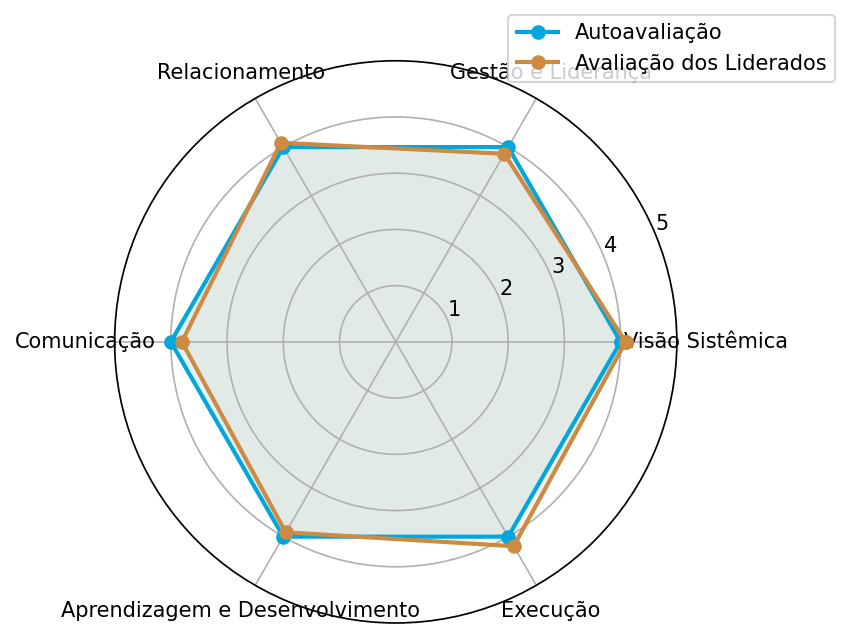 Autoavaliação
Avaliação dos Liderados
Relacionamento
Gestão e Liderança
5
4
3
2
1
Comunicação
Visão Sistêmica
Aprendizagem e Desenvolvimento
Execução